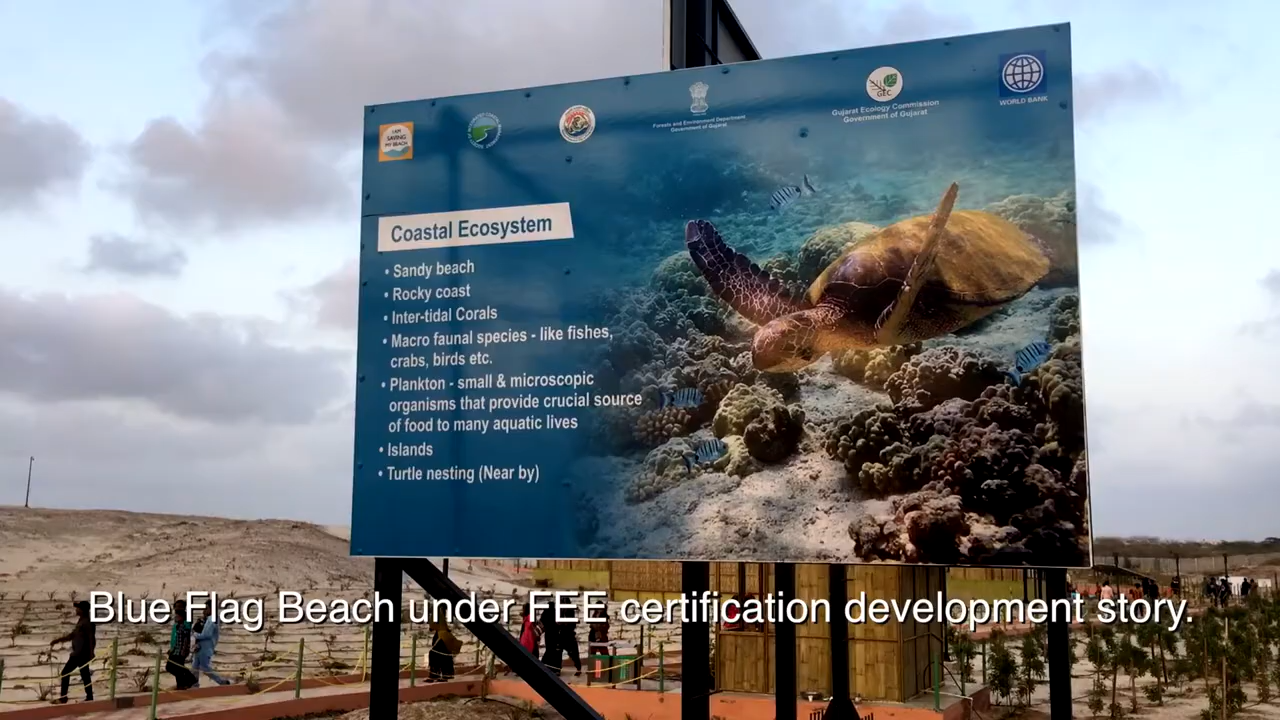 I AM
SAVING
MY BEACH
Forests and Environment Department
Government of Gujarat
GEC
Gujarat Ecology Commission
Government of Gujarat
WORLD BANK
Coastal Ecosystem
• Sandy beach
• Rocky coast
• Inter-tidal Corals
• Macro faunal species - like fishes,
crabs, birds etc.
• Plankton - small & microscopic
organisms that provide crucial source
of food to many aquatic lives
• Islands
• Turtle nesting (Near by)
Blue Flag Beach under FEE certification development story.